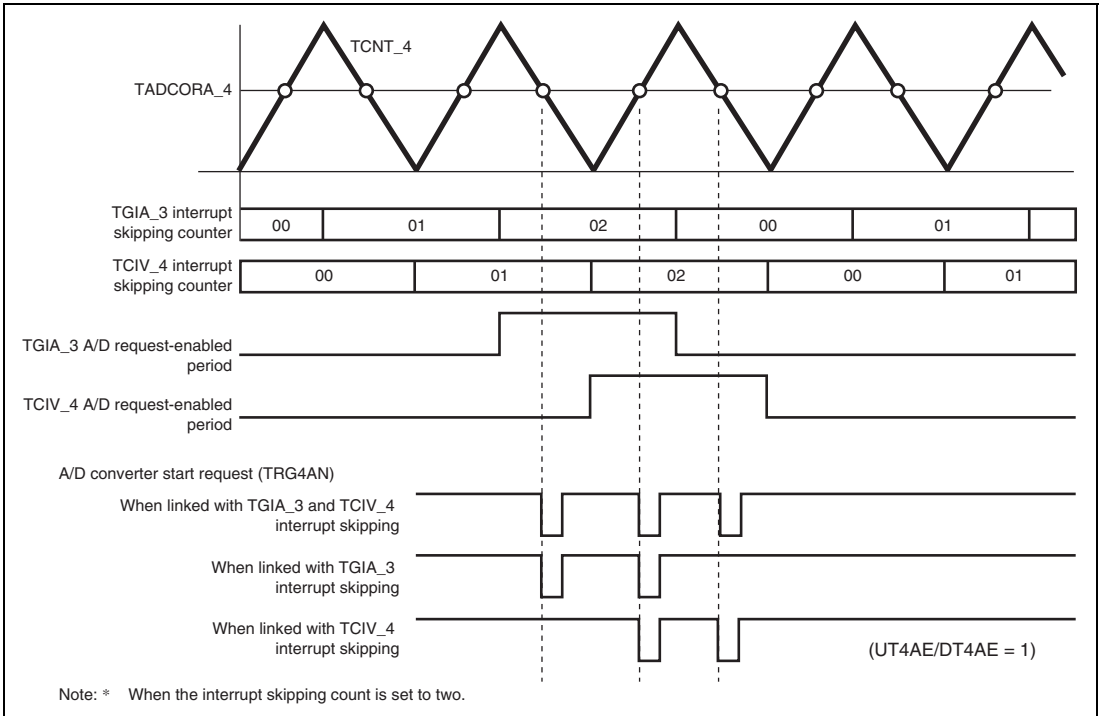 TCNT_4
TADCORA_4
TGIA_3 interrupt
skipping counter
00 01 02 00 01
TCIV_4 interrupt
skipping counter
00 01 02 00 01
TGIA_3 A/D request-enabled
period
TCIV_4 A/D request-enabled
period
A/D converter start request (TRG4AN)
When linked with TGIA_3 and TCIV_4
interrupt skipping
When linked with TGIA_3
interrupt skipping
When linked with TCIV_4
interrupt skipping
(UT4AE/DT4AE = 1)
Note: * When the interrupt skipping count is set to two.